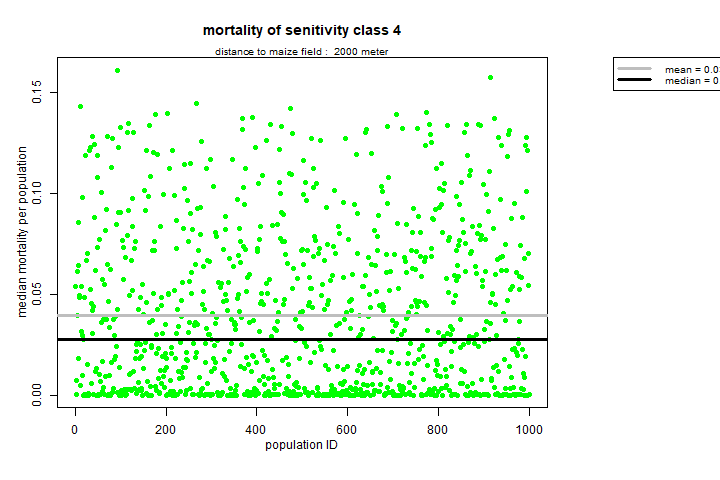 mortality of senitivity class 4
distance to maize field : 2000 meter
mean = 0.0
median = 0
median mortality per population
0.15
0.10
0.05
0.00
0
200
400
600
800
1000
population ID